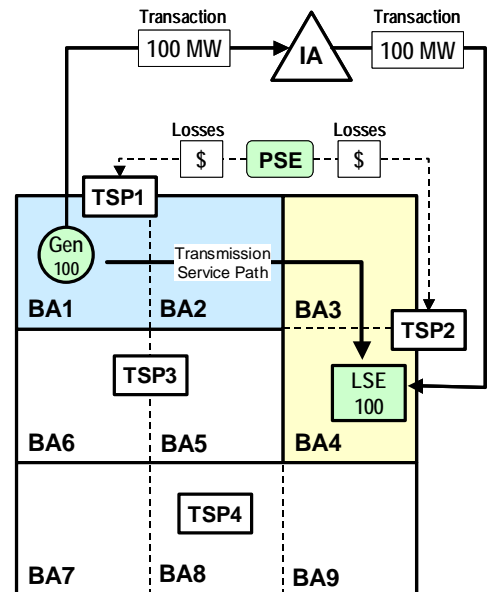 Transaction
100 MW
IA
Transaction
100 MW
Losses
$
PSE
Losses
$
TSP1
Gen
100
Transmission
Service Path
BA1
BA2
BA3
TSP2
TSP3
LSE
100
BA6
BA5
BA4
TSP4
BA7
BA8
BA9